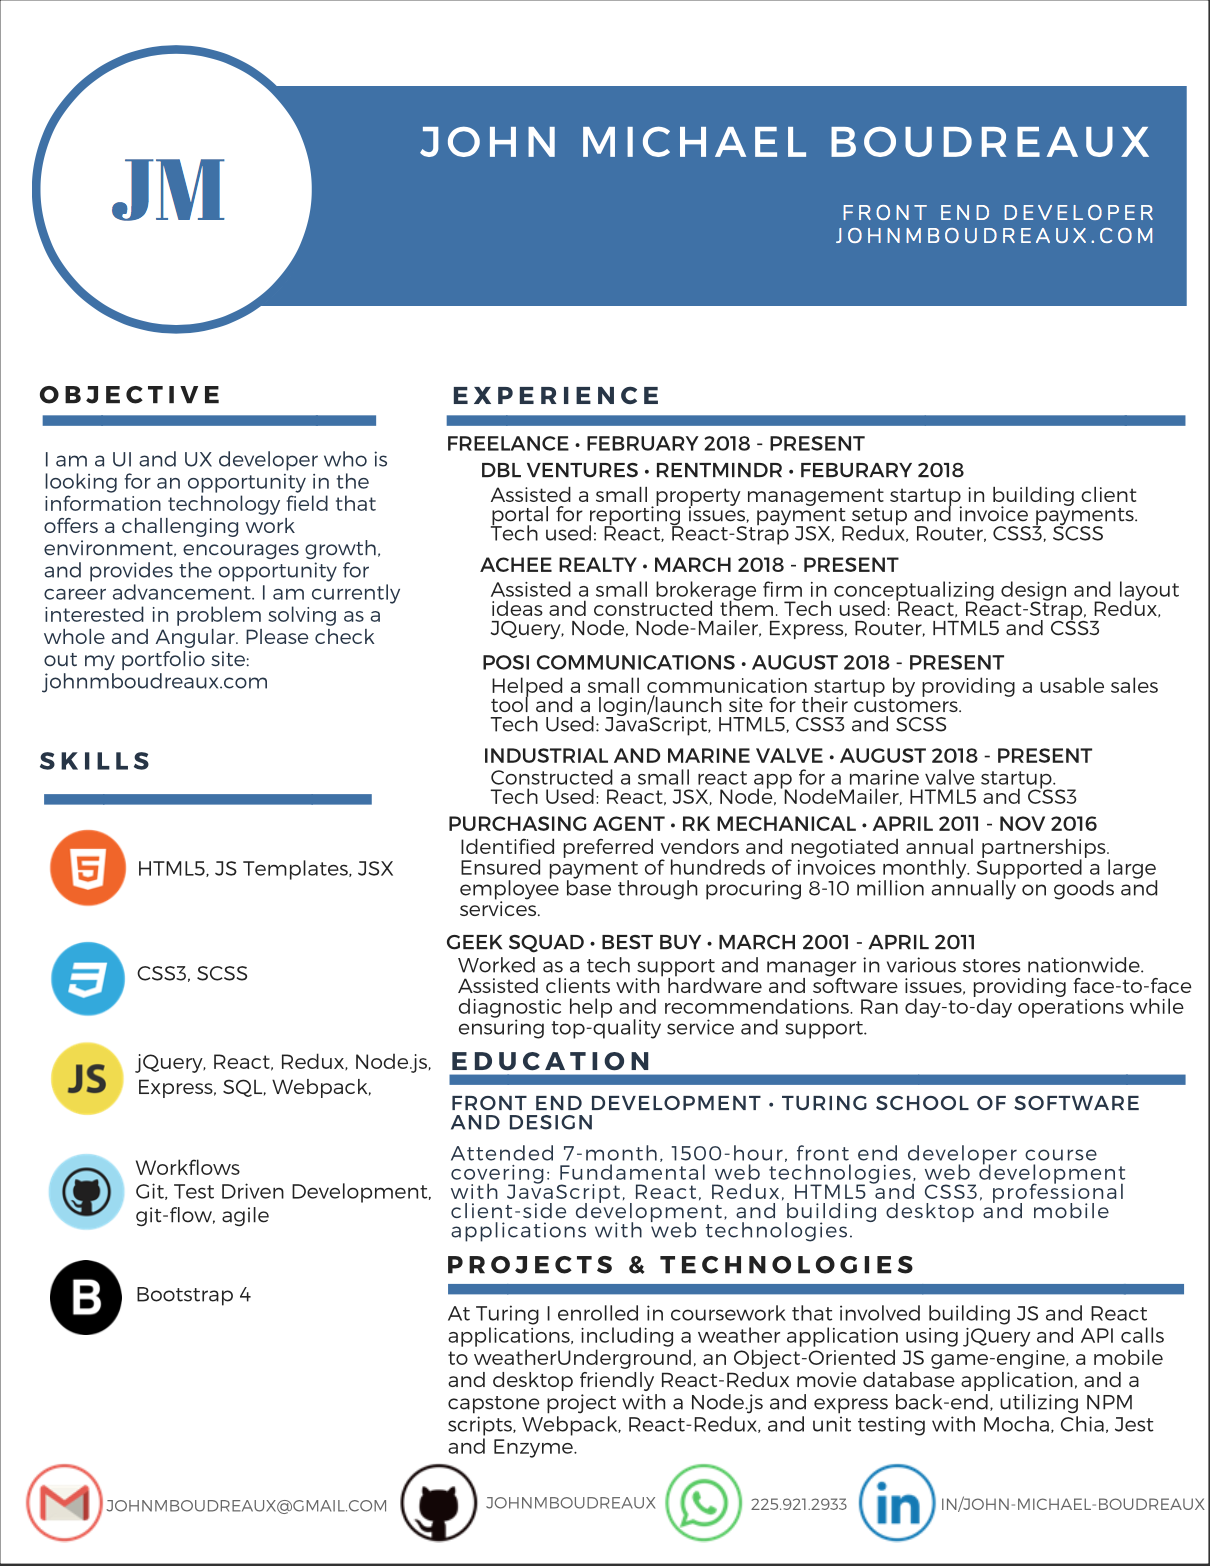 JM
JOHN MICHAEL BOUDREAUX
FRONT END DEVELOPER
JOHNMBOUDREAUX.COM
OBJECTIVE
I am a UI and UX developer who is
looking for an opportunity in the
information technology field that
offers a challenging work
environment, encourages growth,
and provides the opportunity for
career advancement. I am currently
interested in problem solving as a
whole and Angular. Please check
out my portfolio site:
johnmboudreaux.com
SKILLS
5
HTML5, JS Templates, JSX
3
CSS3, SCSS
JS
jQuery, React, Redux, Node.js,
Express, SQL, Webpack,
Workflows
Git, Test Driven Development,
git-flow, agile
B
Bootstrap 4
EXPERIENCE
FREELANCE • FEBRUARY 2018 - PRESENT
DBL VENTURES • RENTMINDR • FEBURARY 2018
Assisted a small property management startup in building client
portal for reporting issues, payment setup and invoice payments.
Tech used: React, React-Strap JSX, Redux, Router, CSS3, SCSS
ACHEE REALTY • MARCH 2018 - PRESENT
Assisted a small brokerage firm in conceptualizing design and layout
ideas and constructed them. Tech used: React, React-Strap, Redux,
JQuery, Node, Node-Mailer, Express, Router, HTML5 and CSS3
POSI COMMUNICATIONS • AUGUST 2018 - PRESENT
Helped a small communication startup by providing a usable sales
tool and a login/launch site for their customers.
Tech Used: JavaScript, HTML5, CSS3 and SCSS
INDUSTRIAL AND MARINE VALVE • AUGUST 2018 - PRESENT
Constructed a small react app for a marine valve startup.
Tech Used: React, JSX, Node, NodeMailer, HTML5 and CSS3
PURCHASING AGENT • RK MECHANICAL • APRIL 2011 - NOV 2016
Identified preferred vendors and negotiated annual partnerships.
Ensured payment of hundreds of invoices monthly. Supported a large
employee base through procuring 8-10 million annually on goods and
services.
GEEK SQUAD • BEST BUY • MARCH 2001 - APRIL 2011
Worked as a tech support and manager in various stores nationwide.
Assisted clients with hardware and software issues, providing face-to-face
diagnostic help and recommendations. Ran day-to-day operations while
ensuring top-quality service and support.
EDUCATION
FRONT END DEVELOPMENT • TURING SCHOOL OF SOFTWARE
AND DESIGN
Attended 7-month, 1500-hour, front end developer course
covering: Fundamental web technologies, web development
with JavaScript, React, Redux, HTML5 and CSS3, professional
client-side development, and building desktop and mobile
applications with web technologies.
PROJECTS & TECHNOLOGIES
At Turing I enrolled in coursework that involved building JS and React
applications, including a weather application using jQuery and API calls
to weatherUnderground, an Object-Oriented JS game-engine, a mobile
and desktop friendly React-Redux movie database application, and a
capstone project with a Node.js and express back-end, utilizing NPM
scripts, Webpack, React-Redux, and unit testing with Mocha, Chia, Jest
and Enzyme.
JOHNMBOUDREAUX@GMAIL.COM
JOHNMBOUDREAUX
225.921.2933
in
IN/JOHN-MICHAEL-BOUDREAUX